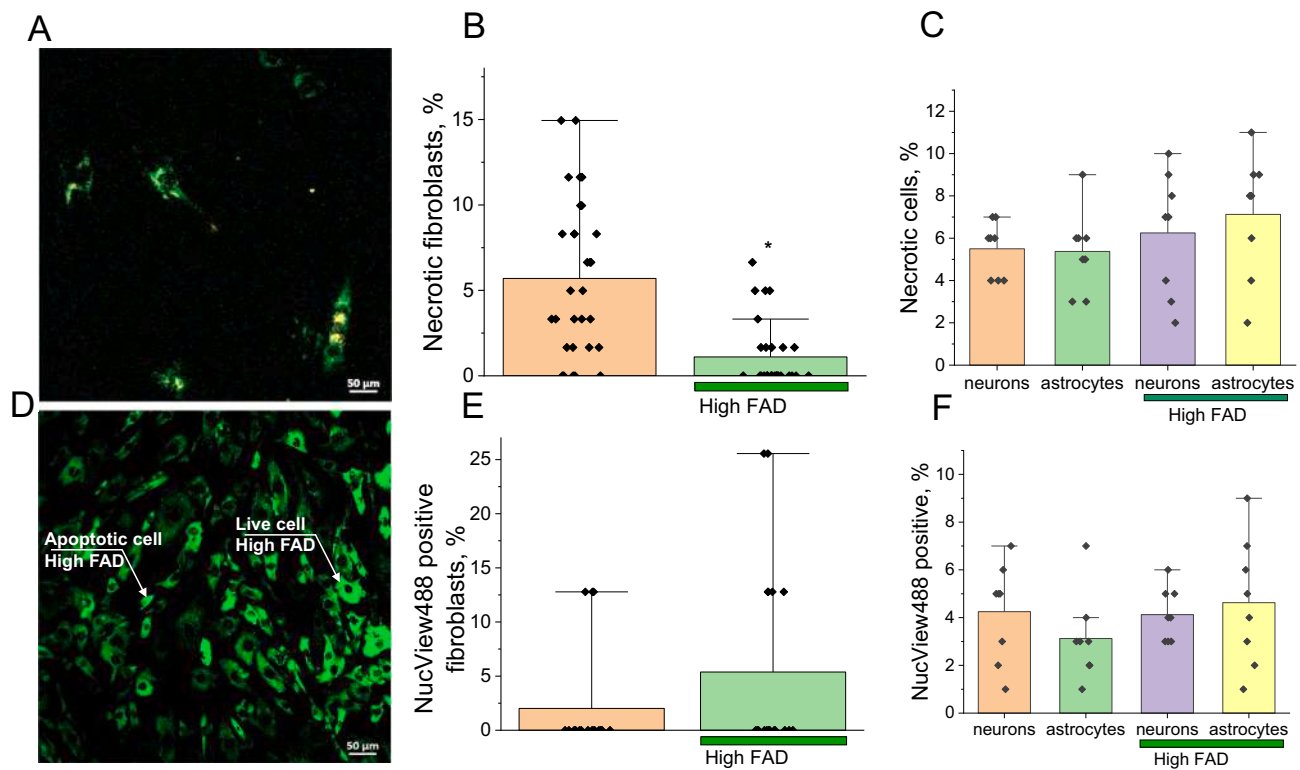 A
50 µm
B
Necrotic fibroblasts, %
15
10
5
0
*
High FAD
C
Necrotic cells, %
12
10
8
6
4
2
0
neurons
astrocytes
neurons
astrocytes
High FAD
D
Apoptotic cell
High FAD
Live cell
High FAD
50 µm
E
NucView488 positive
fibroblasts, %
25
20
15
10
5
0
High FAD
F
NucView488 positive, %
10
8
6
4
2
0
neurons
astrocytes
neurons
astrocytes
High FAD